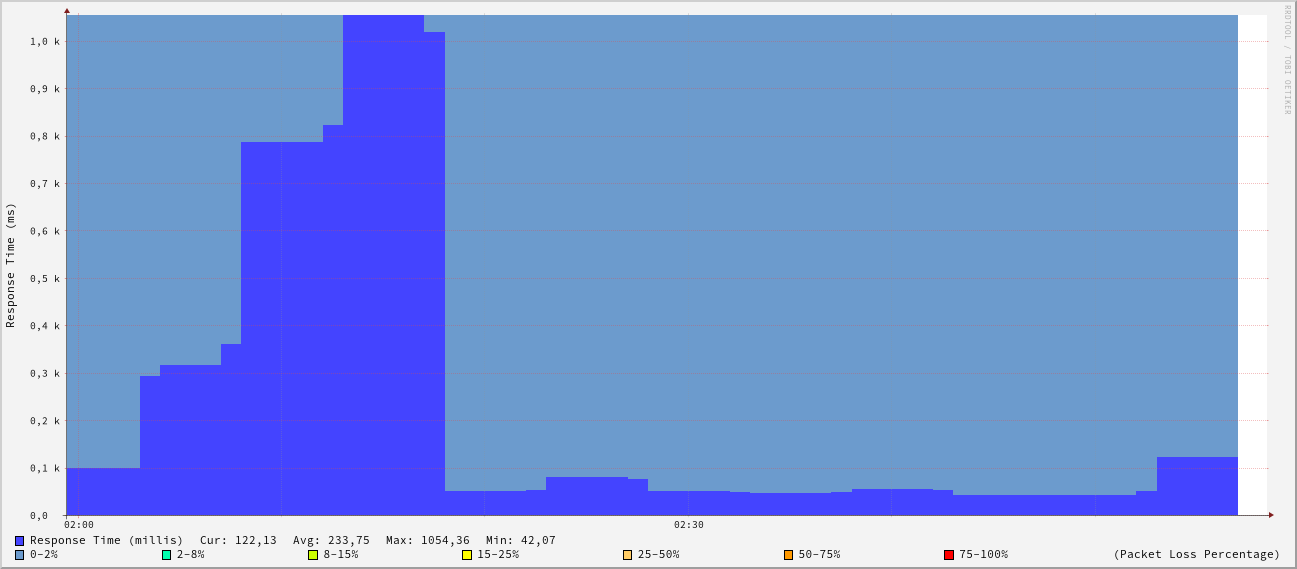 RRDTOOL / TOBI OETIKER
Response Time (ms)
1,0 k
0,9 k
0,8 k
0,7 k
0,6 k
0,5 k
0,4 k
0,3 k
0,2 k
0,1 k
0,0
02:00 02:30
Response Time (millis) Cur: 122,13 Avg: 233,75 Max: 1054,36 Min: 42,07
0-2% 2-8% 8-15% 15-25% 25-50% 50-75% 75-100% (Packet Loss Percentage)